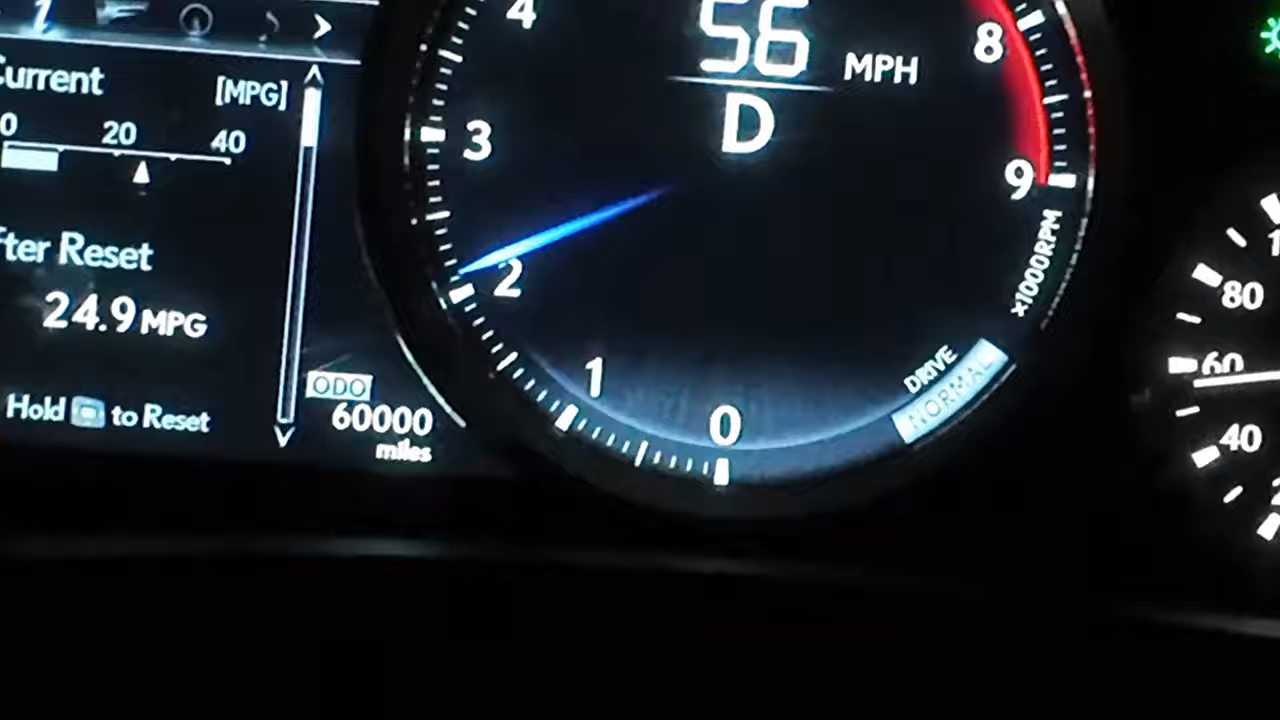 Current
[MPG]
0 20 40
fter Reset
24.9 MPG
Hold to Reset
ODO
60000
miles
56 MPH
D
4
3
2
1
0
8
9
x1000RPM
DRIVE
NORMAL
80
60
40